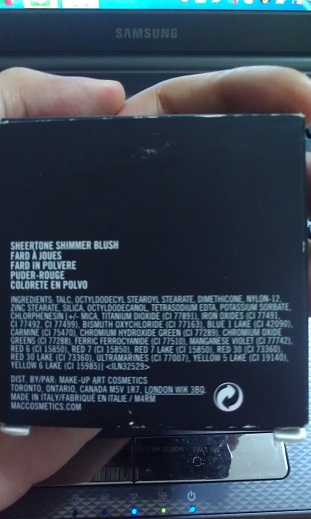 SAMSUNG
SHEERTONE SHIMMER BLUSH
FARD À JOUES
FARD IN POLVERE
PUDER-ROUGE
COLORETE EN POLVO
INGREDIENTS: TALC, OCTYLDODECYL STEAROYL STEARATE, DIMETHICONE, NYLON-12,
ZINC STEARATE, SILICA, OCTYLDODECANOL, TETRASODIUM EDTA, POTASSIUM SORBATE,
CHLORPHENESIN [+/- MICA, TITANIUM DIOXIDE (CI 77891), IRON OXIDES (CI 77491,
CI 77492, CI 77499), BISMUTH OXYCHLORIDE (CI 77163), BLUE 1 LAKE (CI 42090),
CARMINE (CI 75470), CHROMIUM HYDROXIDE GREEN (CI 77289), CHROMIUM OXIDE
GREENS (CI 77288), FERRIC FERROCYANIDE (CI 77510), MANGANESE VIOLET (CI 77742),
RED 6 (CI 15850), RED 7 (CI 15850), RED 7 LAKE (CI 15850), RED 30 (CI 73360),
RED 30 LAKE (CI 73360), ULTRAMARINES (CI 77007), YELLOW 5 LAKE (CI 19140),
YELLOW 6 LAKE (CI 15985)] <ILN32529>
DIST. BY/PAR: MAKE-UP ART COSMETICS
TORONTO, ONTARIO, CANADA M5V 1R7, LONDON W1K 3BQ.
MADE IN ITALY/FABRIQUÉ EN ITALIE / M4RM
MACCOSMETICS.COM